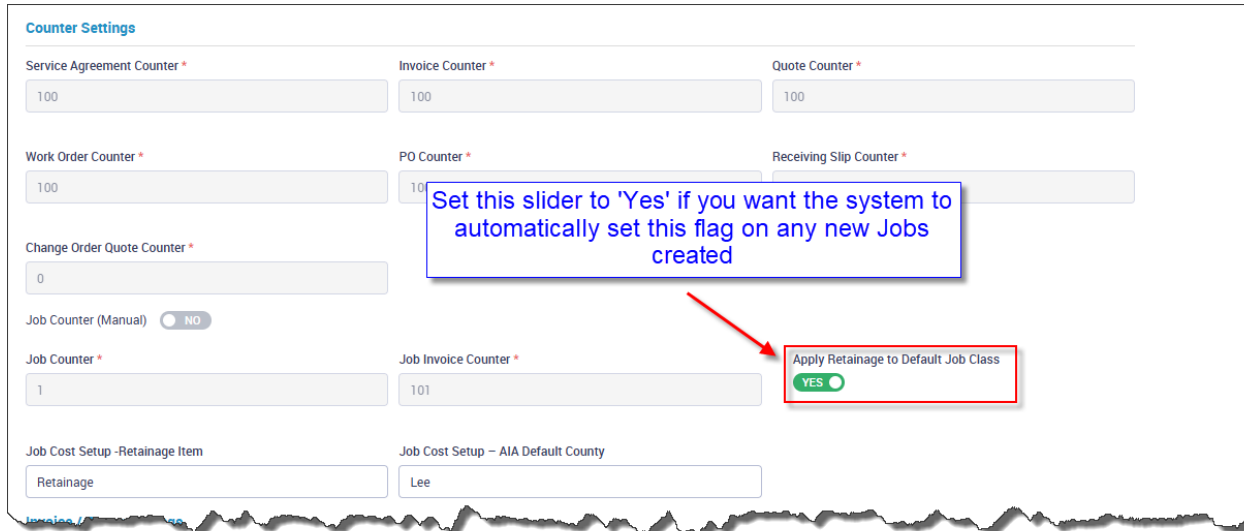 Counter Settings
Service Agreement Counter *
Invoice Counter *
Quote Counter *
100
100
100
Work Order Counter *
PO Counter *
Receiving Slip Counter *
100
Set this slider to 'Yes' if you want the system to
automatically set this flag on any new Jobs
created
Change Order Quote Counter *
0
Job Counter (Manual) NO
Job Counter *
Job Invoice Counter *
Apply Retainage to Default Job Class
1
101
YES
Job Cost Setup -Retainage Item
Job Cost Setup – AIA Default County
Retainage
Lee